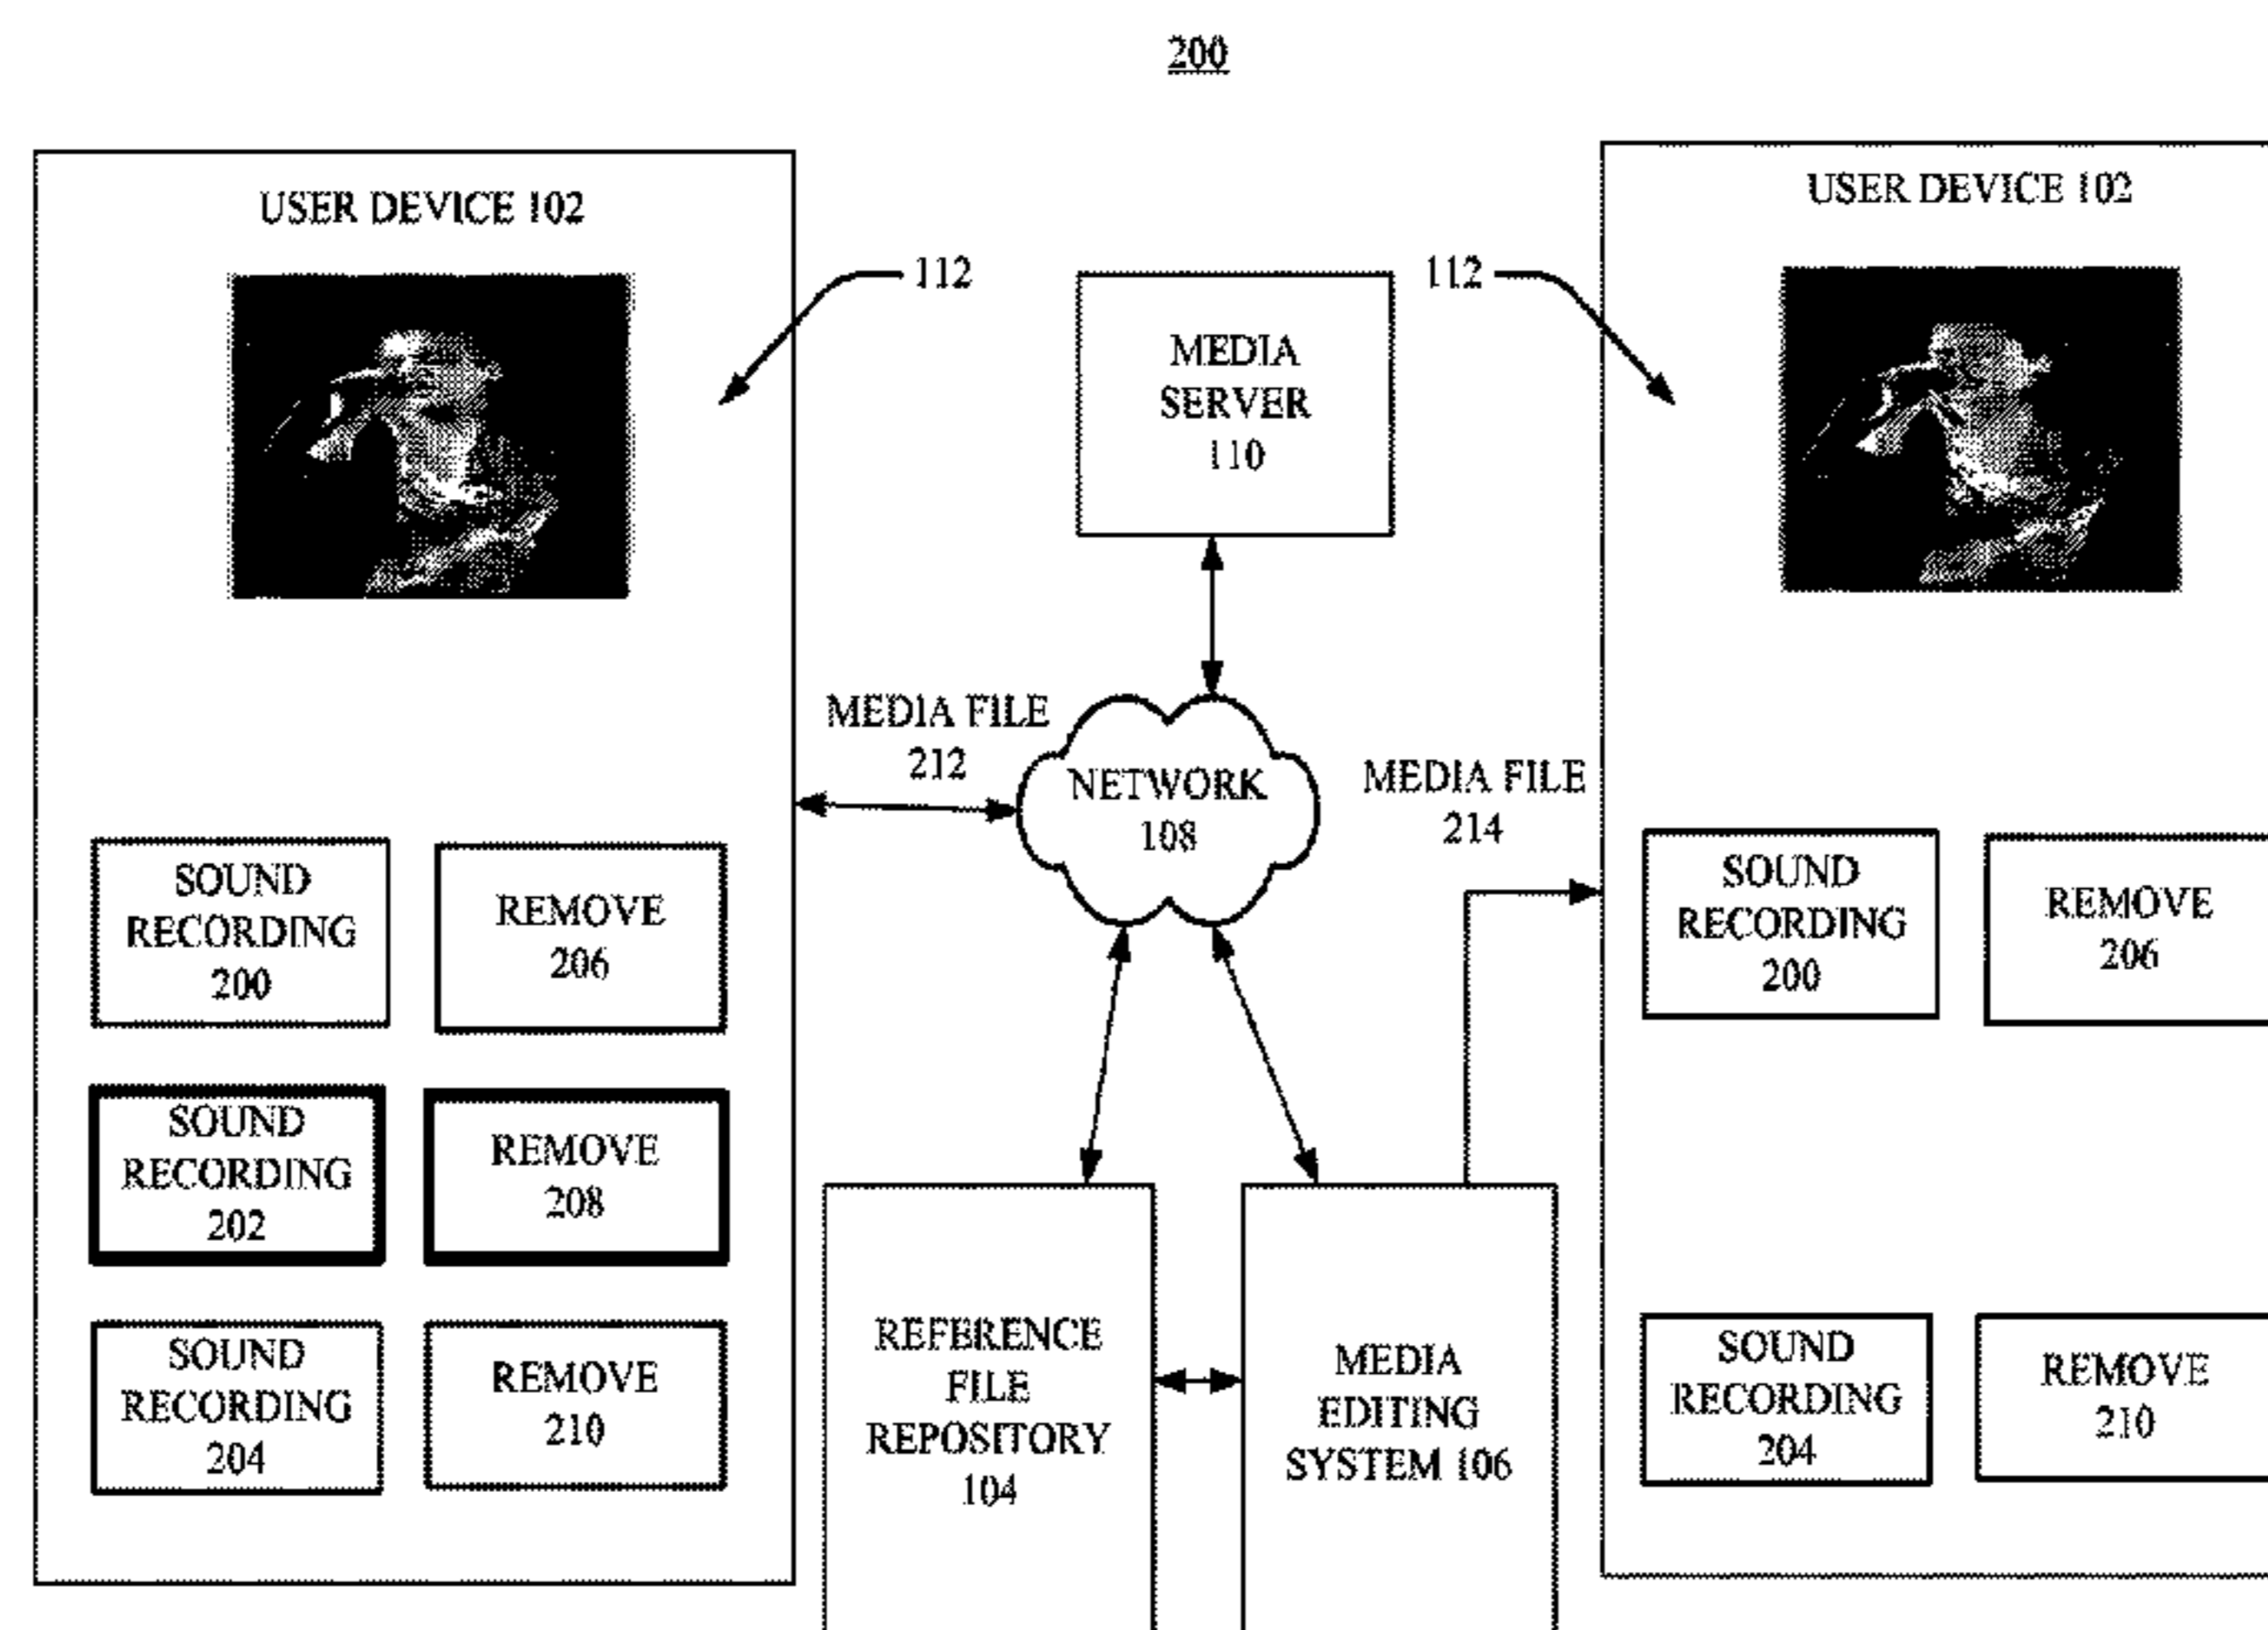 200
USER DEVICE 102
112
SOUND
RECORDING
200
REMOVE
206
SOUND
RECORDING
202
REMOVE
208
SOUND
RECORDING
204
REMOVE
210
MEDIA
SERVER
110
MEDIA FILE
212
NETWORK
108
MEDIA FILE
214
REFERENCE
FILE
REPOSITORY
104
MEDIA
EDITING
SYSTEM 106
USER DEVICE 102
112
SOUND
RECORDING
200
REMOVE
206
SOUND
RECORDING
204
REMOVE
210